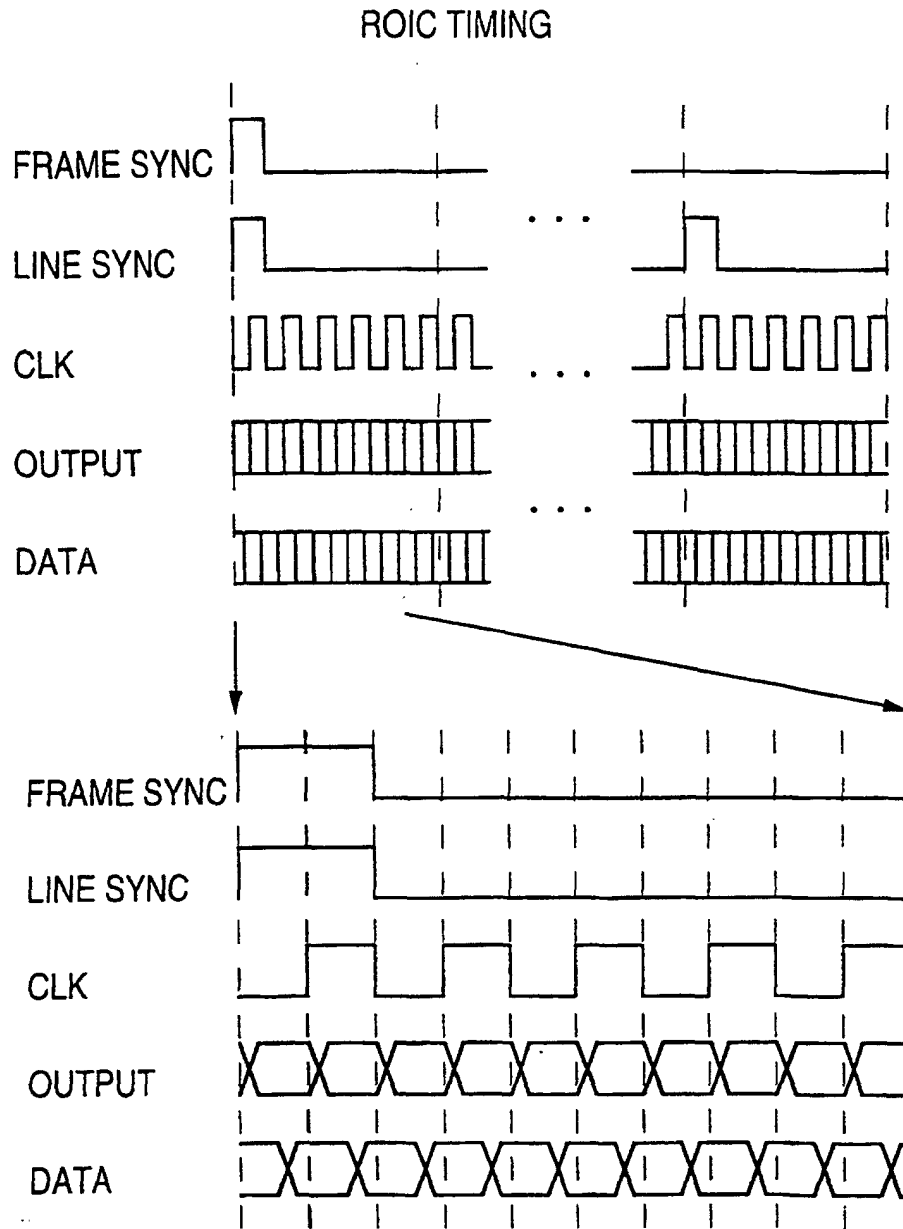 ROIC TIMING
FRAME SYNC
LINE SYNC
. . .
CLK
. . .
OUTPUT
. . .
DATA
FRAME SYNC
LINE SYNC
CLK
OUTPUT
DATA